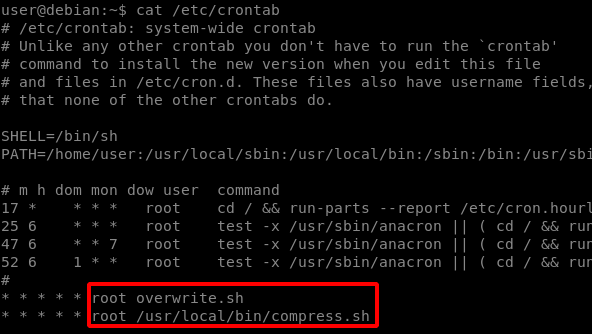 user@debian:~$ cat /etc/crontab
# /etc/crontab: system-wide crontab
# Unlike any other crontab you don't have to run the `crontab'
# command to install the new version when you edit this file
# and files in /etc/cron.d. These files also have username fields,
# that none of the other crontabs do.
SHELL=/bin/sh
PATH=/home/user:/usr/local/sbin:/usr/local/bin:/sbin:/bin:/usr/sbi
# m h dom mon dow user  command
17 *    * * *   root    cd / && run-parts --report /etc/cron.hourl
25 6    * * *   root    test -x /usr/sbin/anacron || ( cd / && run
47 6    * * 7   root    test -x /usr/sbin/anacron || ( cd / && run
52 6    1 * *   root    test -x /usr/sbin/anacron || ( cd / && run
#
* * * * * root overwrite.sh
* * * * * root /usr/local/bin/compress.sh